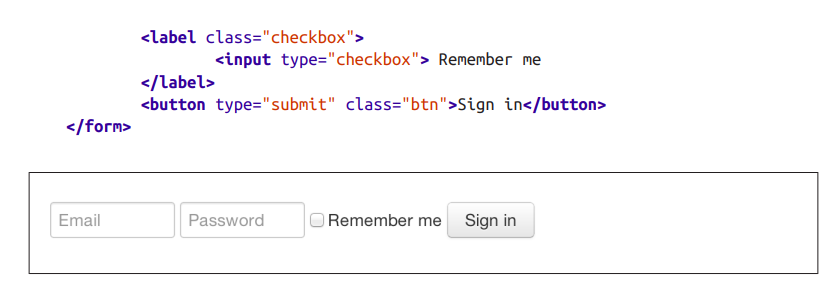 <label class="checkbox">
<input type="checkbox"> Remember me
</label>
<button type="submit" class="btn">Sign in</button>
</form>
Email Password Remember me Sign in